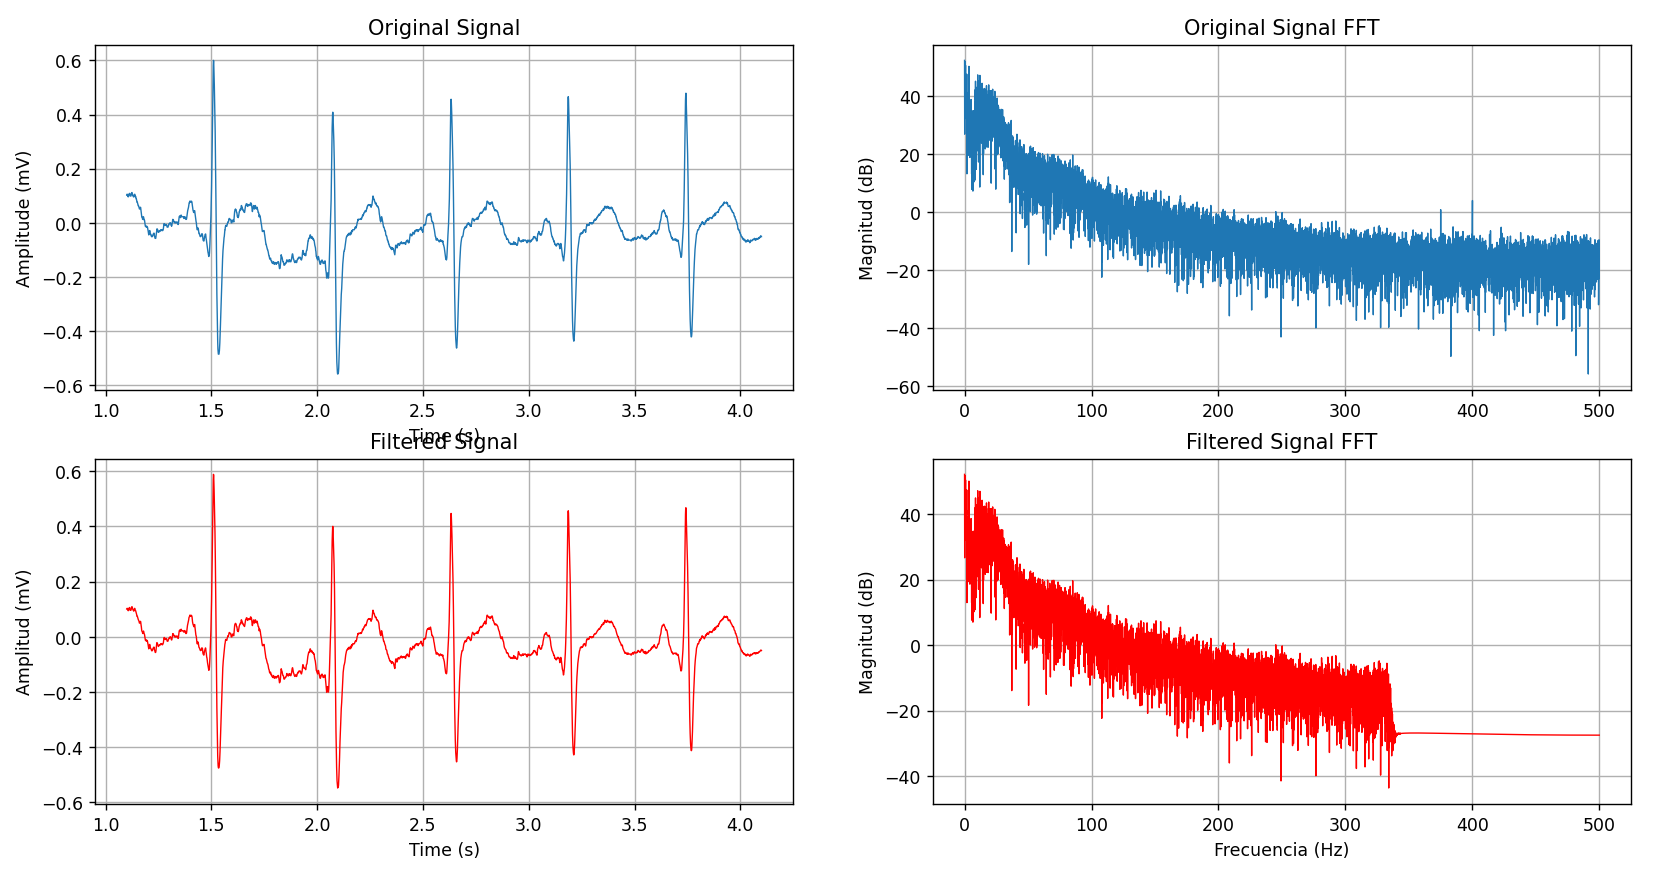 Original Signal
Amplitude (mV)
0.6
0.4
0.2
0.0
−0.2
−0.4
−0.6
1.0 1.5 2.0 2.5 3.0 3.5 4.0
Time (s)
Original Signal FFT
Magnitud (dB)
40
20
0
−20
−40
−60
0 100 200 300 400 500
Filtered Signal
Amplitud (mV)
0.6
0.4
0.2
0.0
−0.2
−0.4
−0.6
1.0 1.5 2.0 2.5 3.0 3.5 4.0
Time (s)
Filtered Signal FFT
Magnitud (dB)
40
20
0
−20
−40
0 100 200 300 400 500
Frecuencia (Hz)